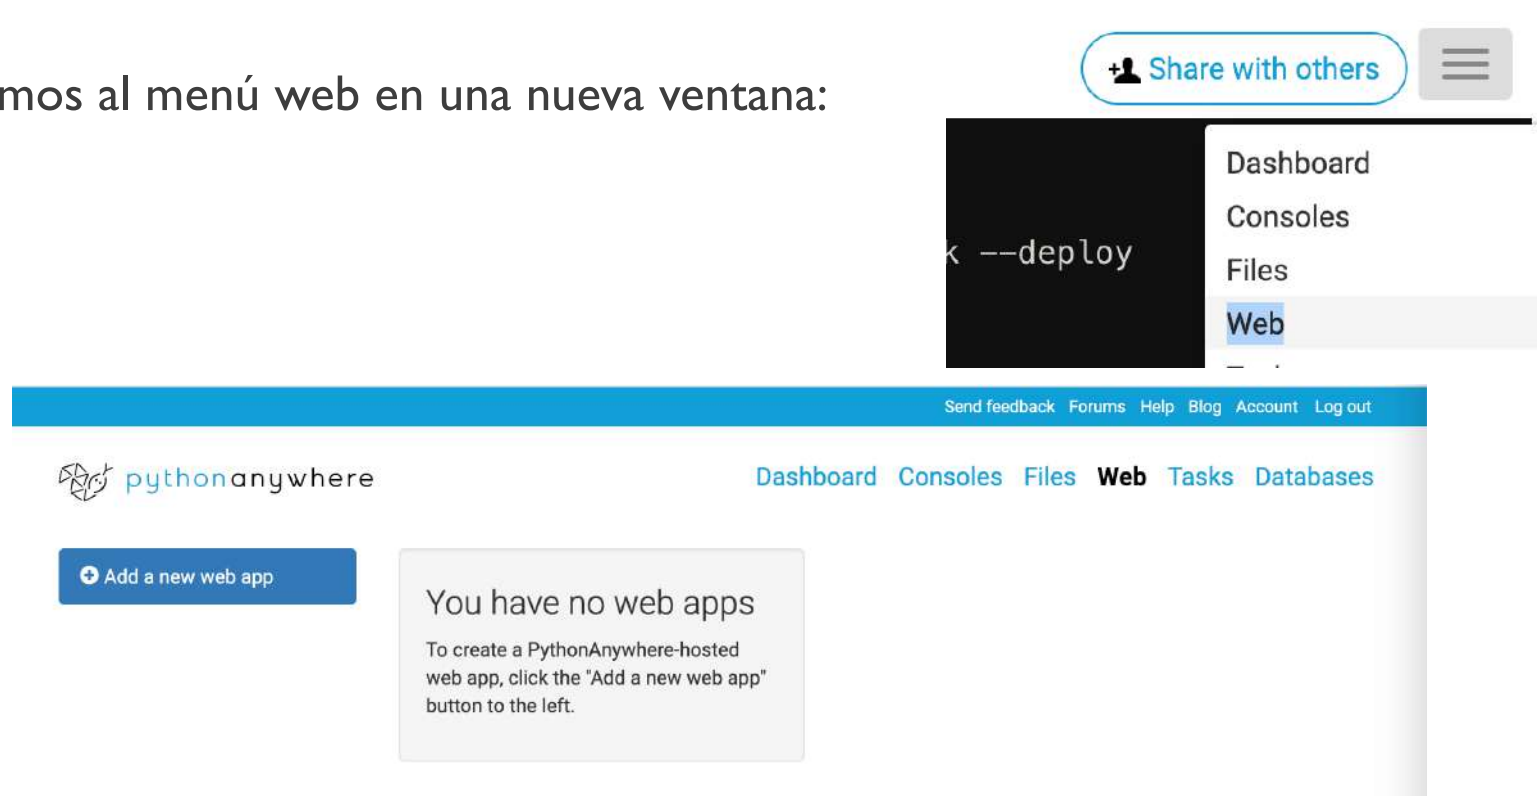 mos al menú web en una nueva ventana:
Share with others
Dashboard
Consoles
k --deploy
Files
Web
Send feedback Forums Help Blog Account Log out
pythonanywhere
Dashboard Consoles Files Web Tasks Databases
Add a new web app
You have no web apps
To create a PythonAnywhere-hosted
web app, click the "Add a new web app"
button to the left.